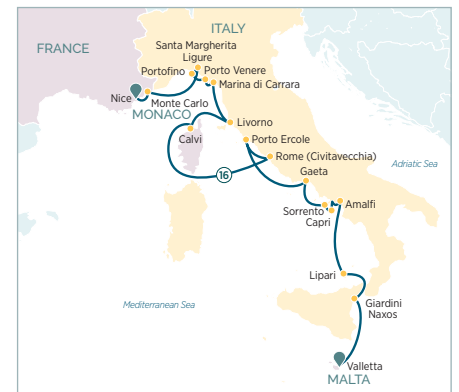 ITALY
FRANCE
Santa Margherita
Ligure
Portofino
Porto Venere
Marina di Carrara
Nice
Monte Carlo
MONACO
Livorno
Calvi
Porto Ercole
Rome (Civitavecchia)
Adriatic Sea
16
Gaeta
Sorrento
Amalfi
Capri
Lipari
Mediterranean Sea
Giardini
Naxos
Valletta
MALTA